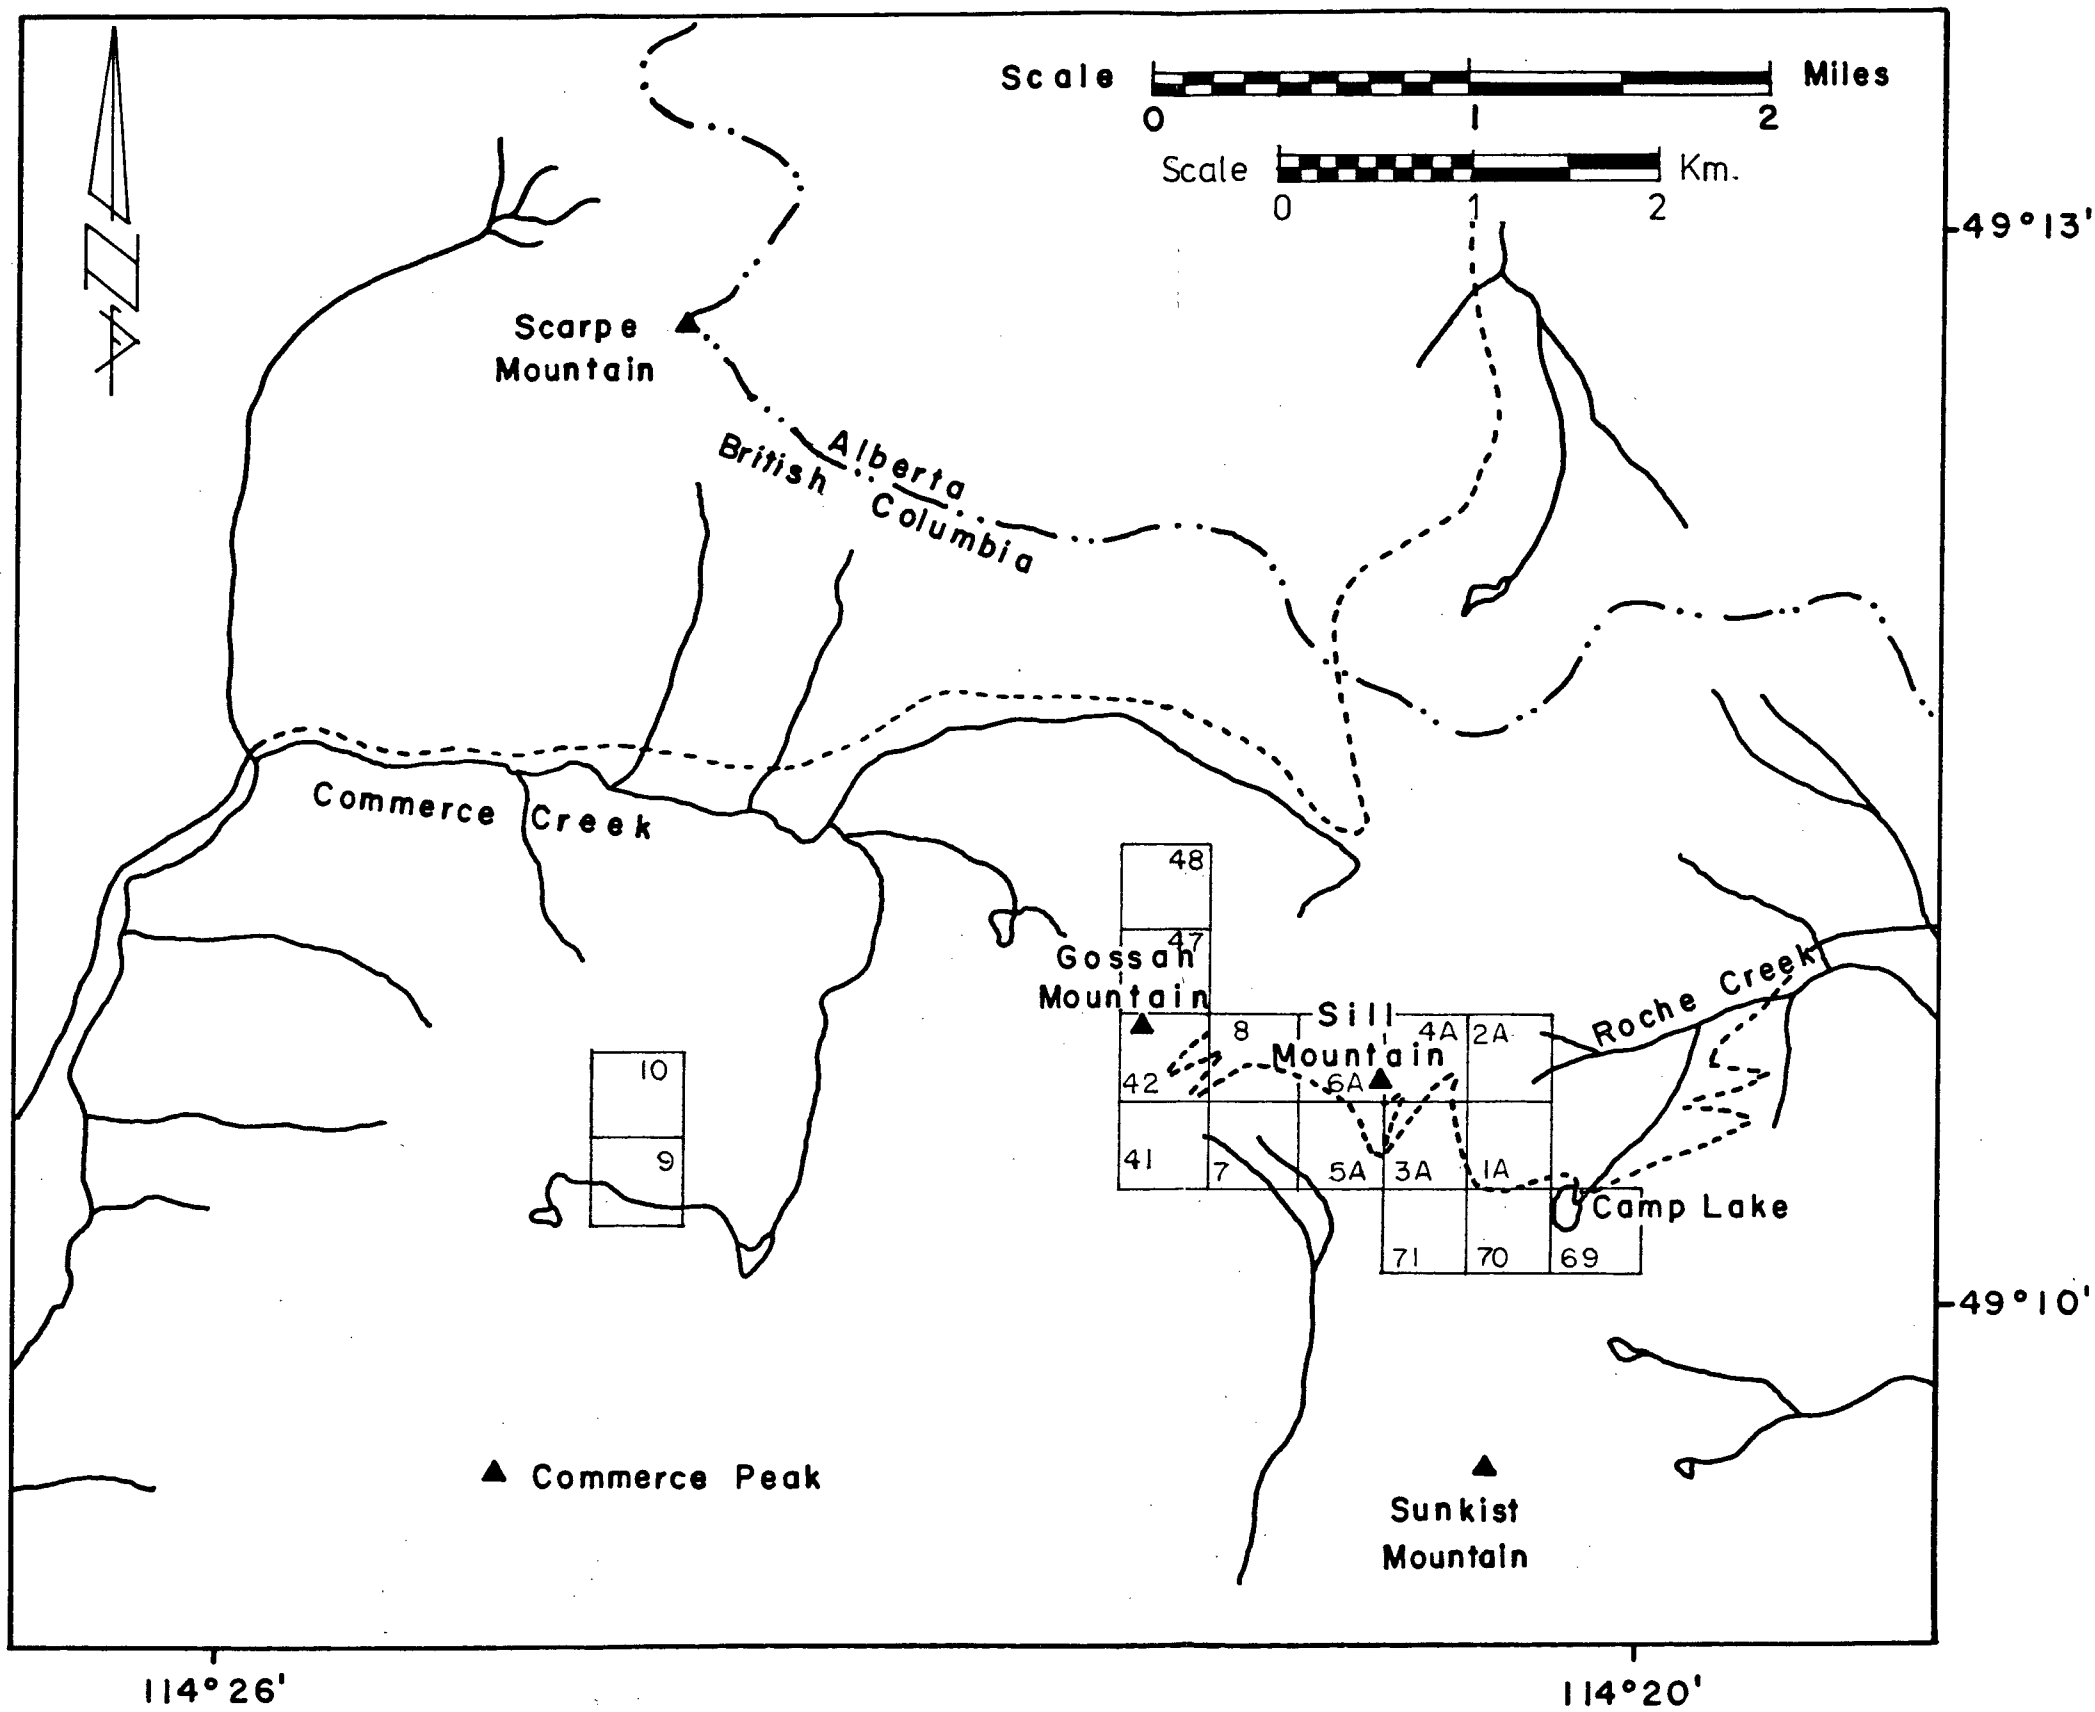 Scale Miles
0 1 2
Scale Km.
0 1 2
49°13'
N
Scarpe
Mountain
Alberta
British Columbia
Commerce Creek
48
47
Gossan
Mountain
Sill
Mountain
8
4A
2A
Roche Creek
42
6A
10
9
41
7
5A
3A
1A
Camp Lake
71
70
69
49°10'
Commerce Peak
Sunkist
Mountain
114°26'
114°20'